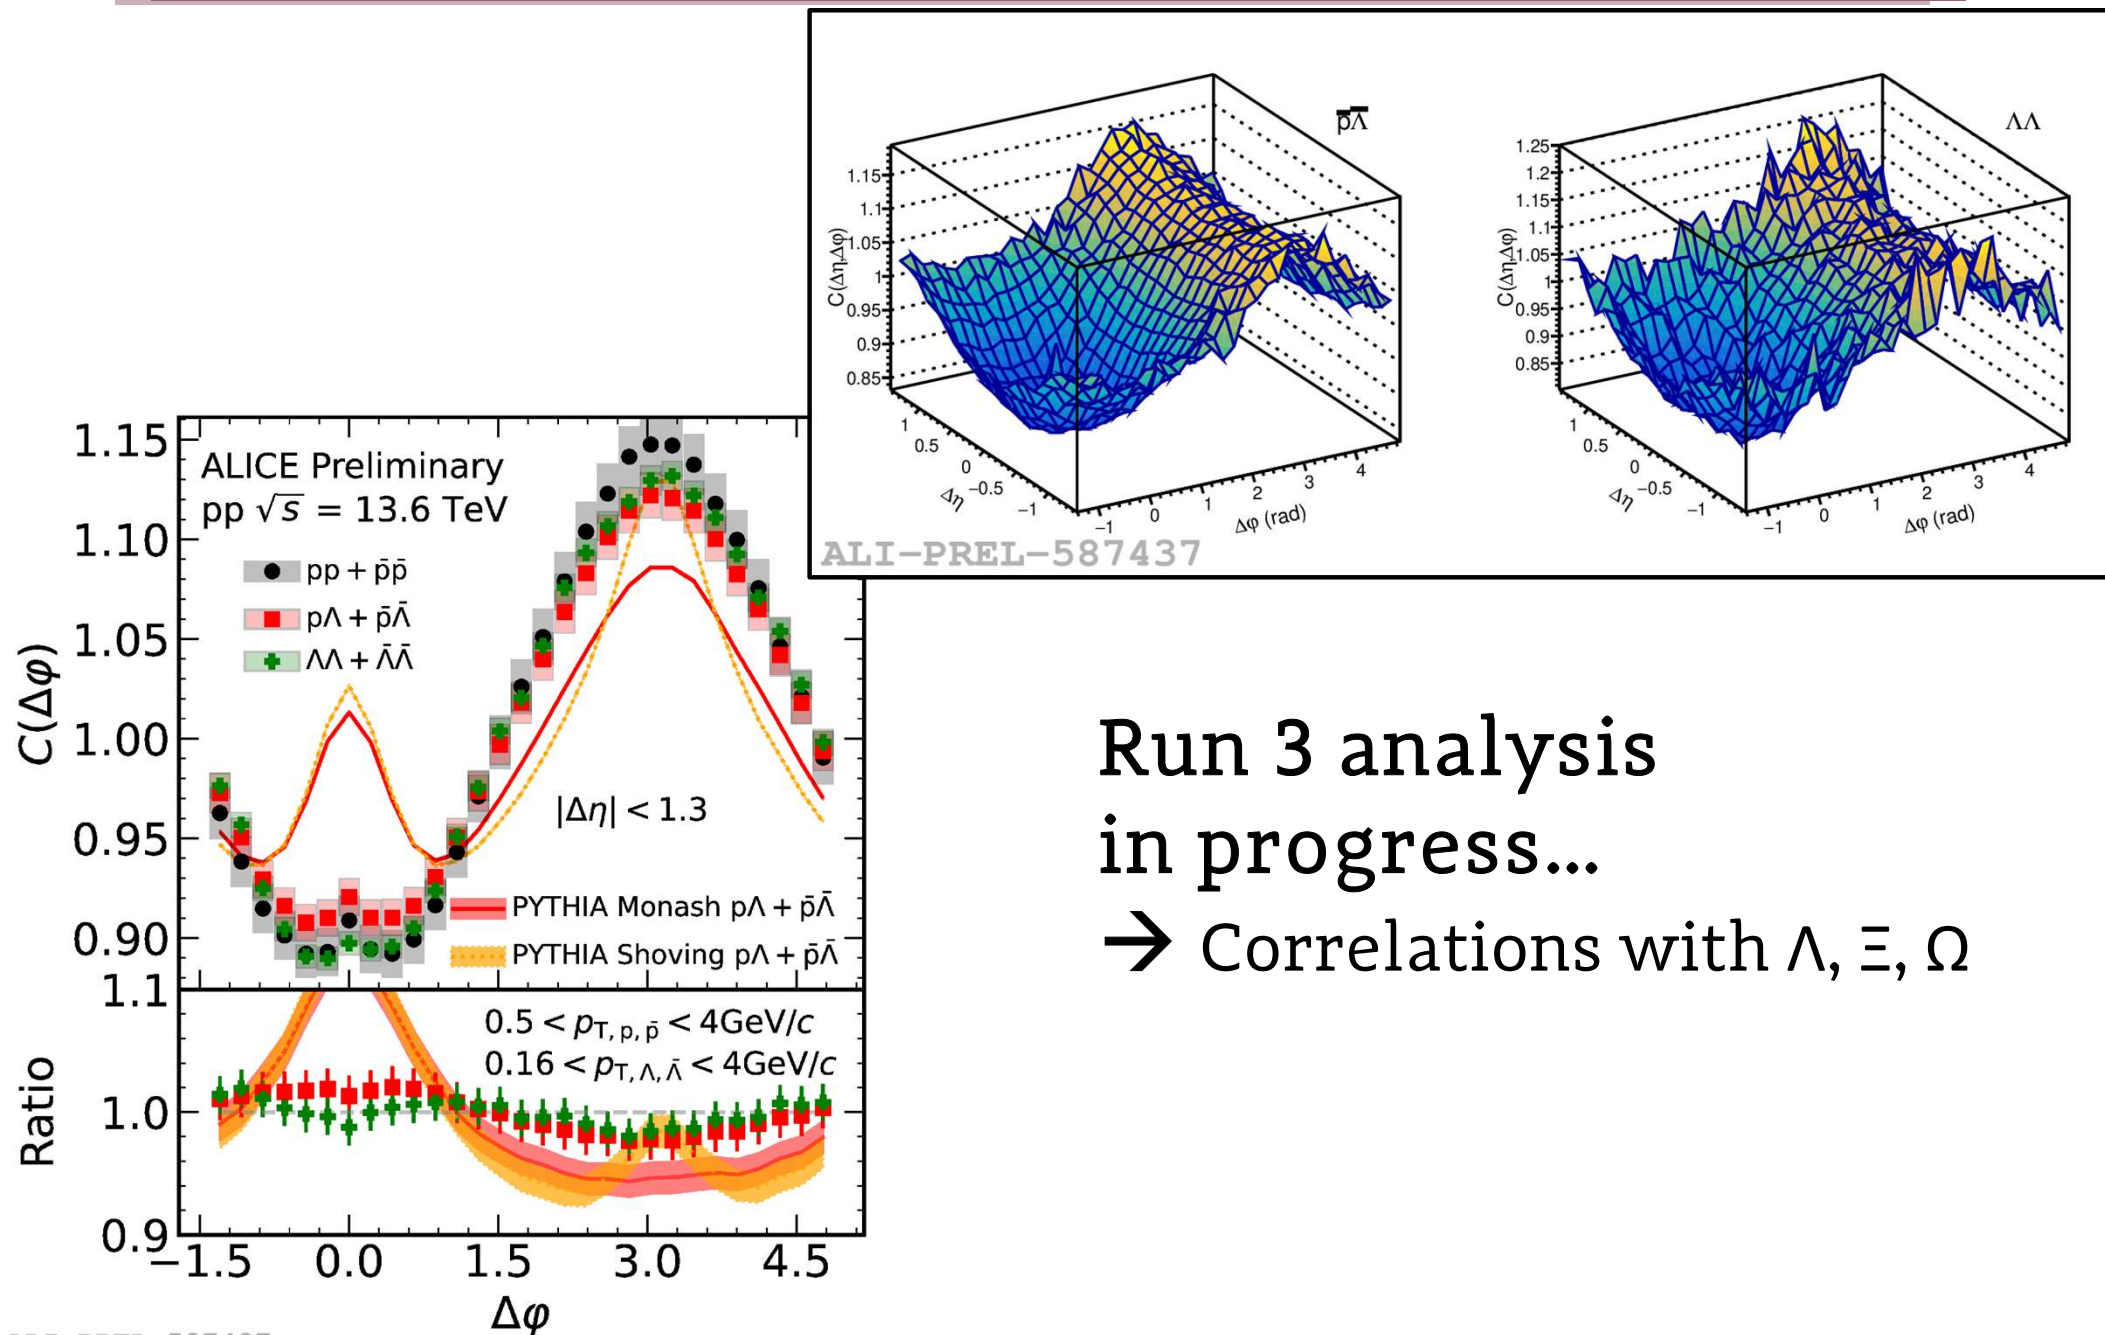 p̄Λ̄
1.15
1.1
1.05
1
0.95
0.9
0.85
C(Δη,Δφ)
1
0.5
0
−0.5
−1
Δη
−1
0
1
2
3
4
Δφ (rad)
ΛΛ
1.25
1.2
1.15
1.1
1.05
1
0.95
0.9
0.85
C(Δη,Δφ)
1
0.5
0
−0.5
−1
Δη
−1
0
1
2
3
4
Δφ (rad)
ALI−PREL−587437
1.15
1.10
1.05
1.00
0.95
0.90
C(Δφ)
ALICE Preliminary
pp √s = 13.6 TeV
pp + p̄p̄
pΛ + p̄Λ̄
ΛΛ + Λ̄Λ̄
|Δη| < 1.3
PYTHIA Monash pΛ + p̄Λ̄
PYTHIA Shoving pΛ + p̄Λ̄
1.1
1.0
0.9
Ratio
0.5 < pT, p, p̄ < 4GeV/c
0.16 < pT, Λ, Λ̄ < 4GeV/c
−1.5
0.0
1.5
3.0
4.5
Δφ
Run 3 analysis
in progress...
→ Correlations with Λ, Ξ, Ω